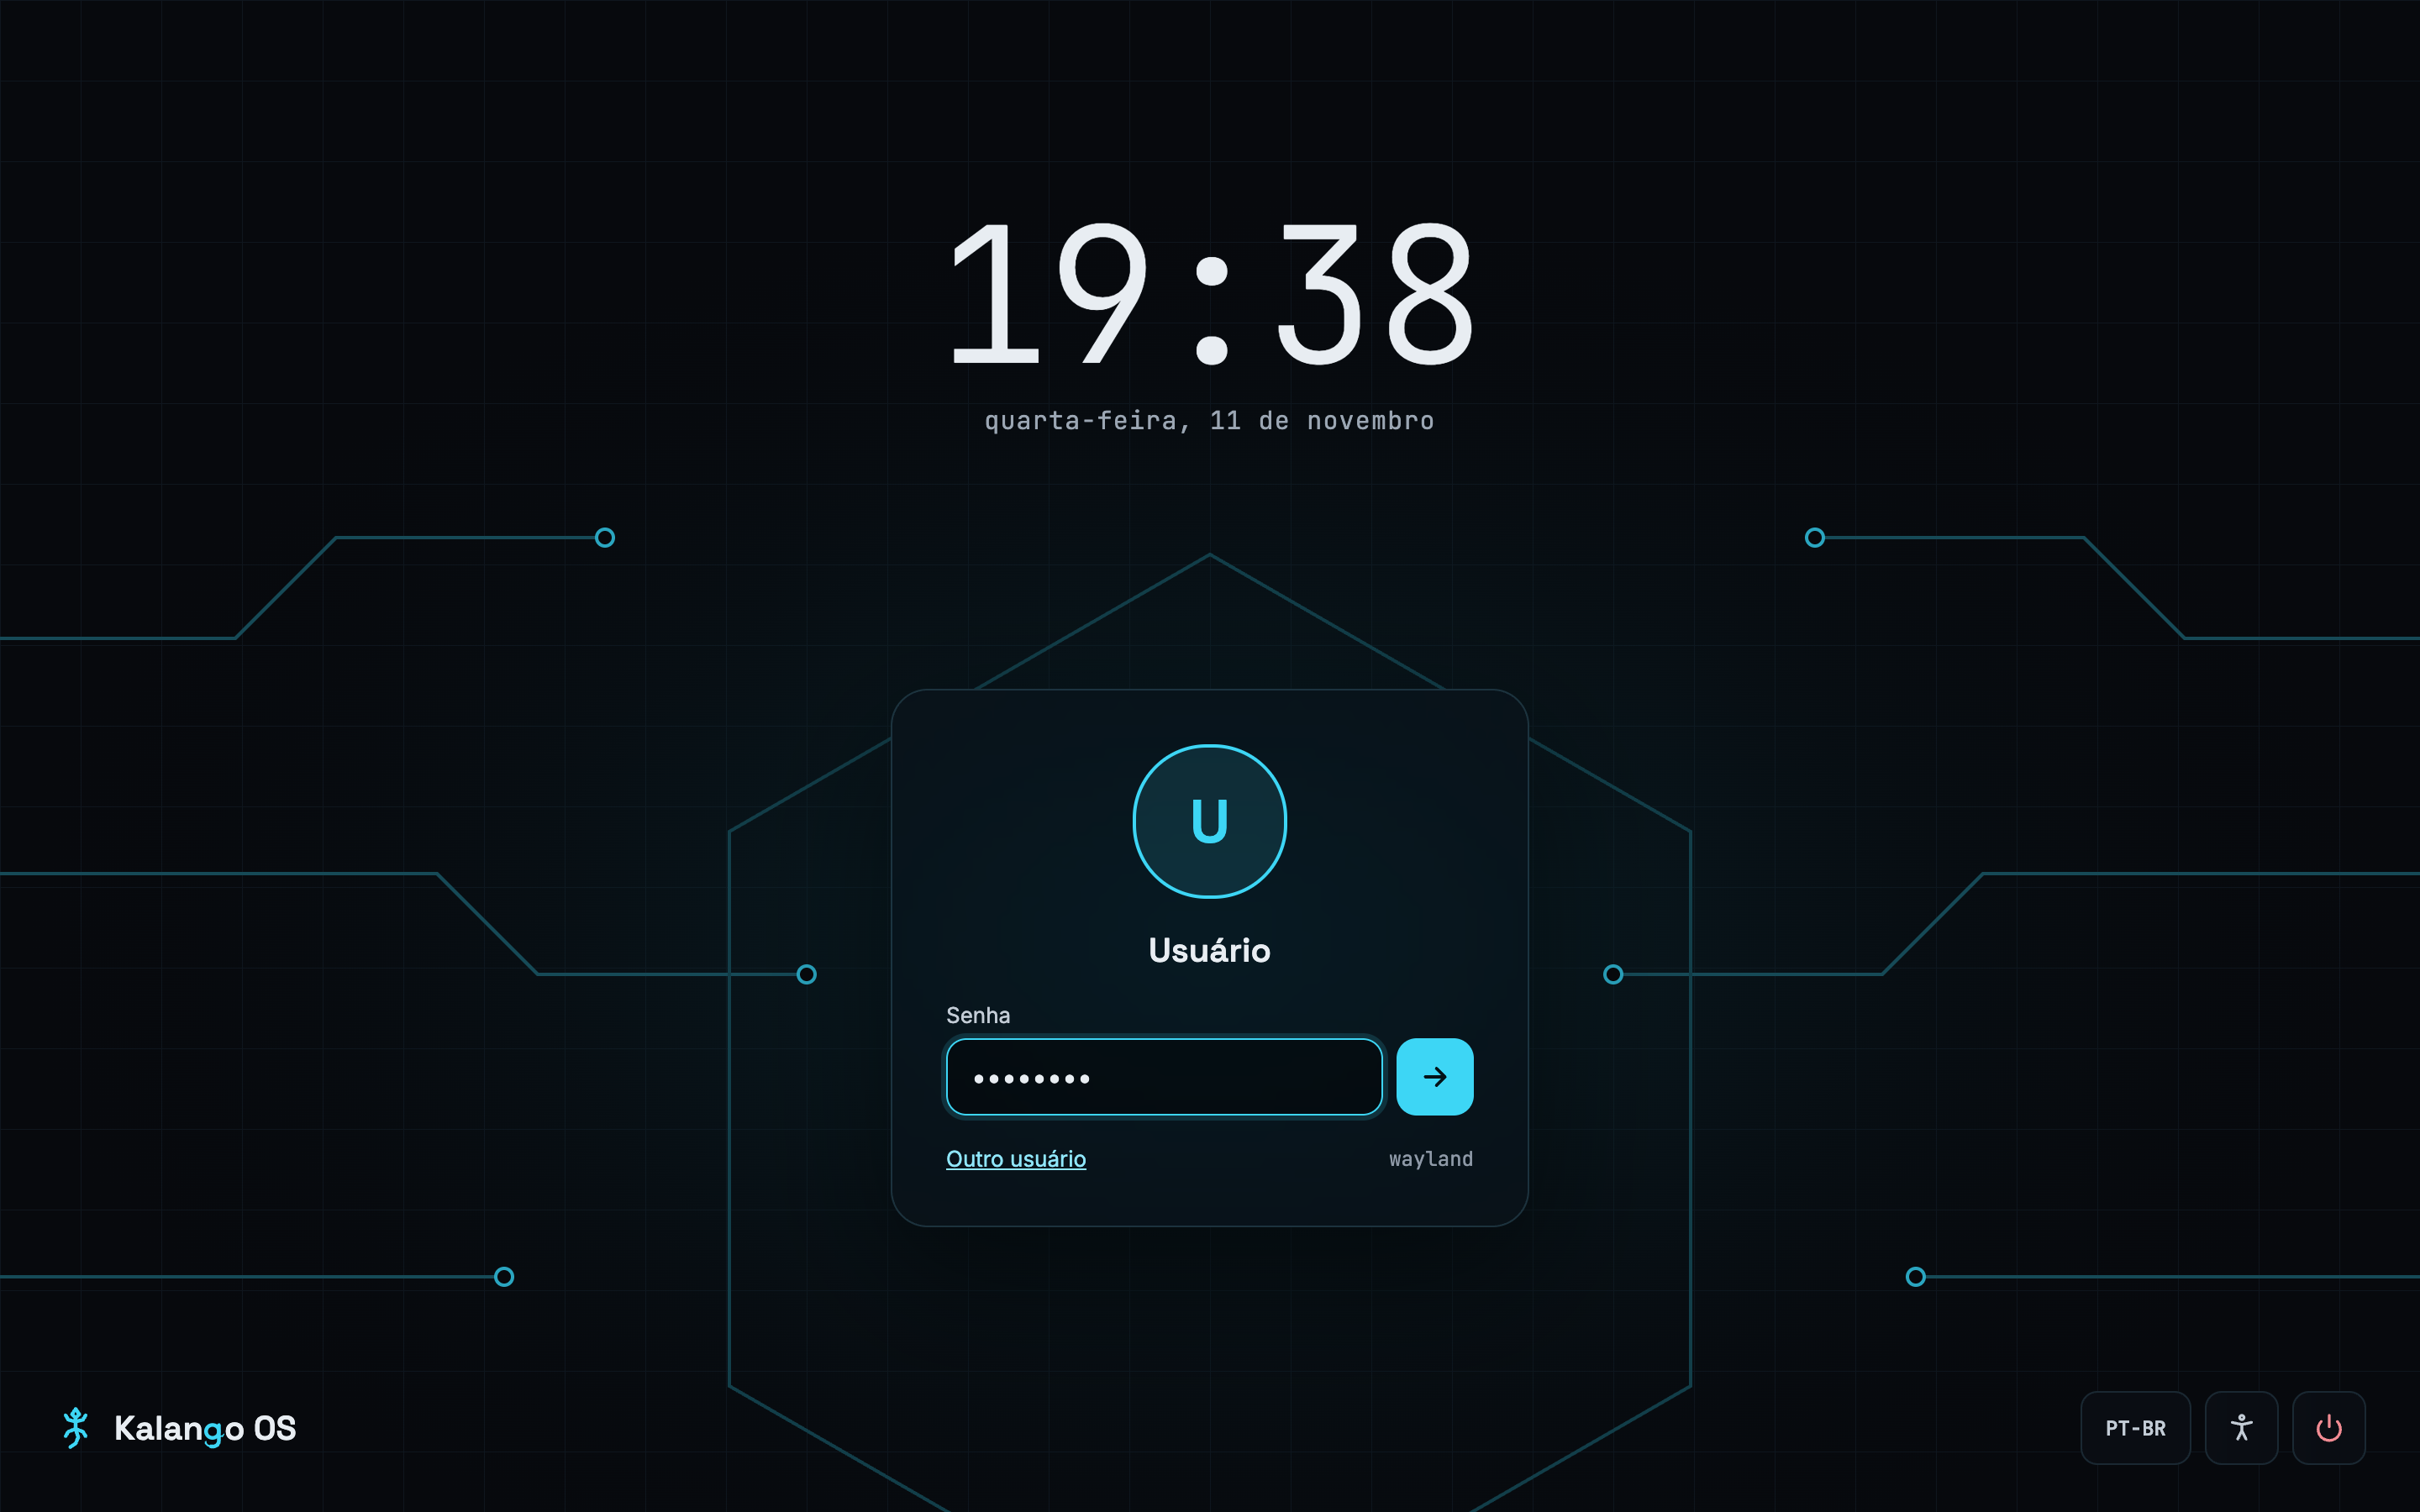 19:38
quarta-feira, 11 de novembro
U
Usuário
Senha
Outro usuário
wayland
Kalango OS
PT-BR